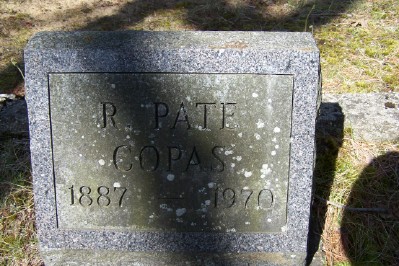 R. PATE
COPAS
1887 — 1970